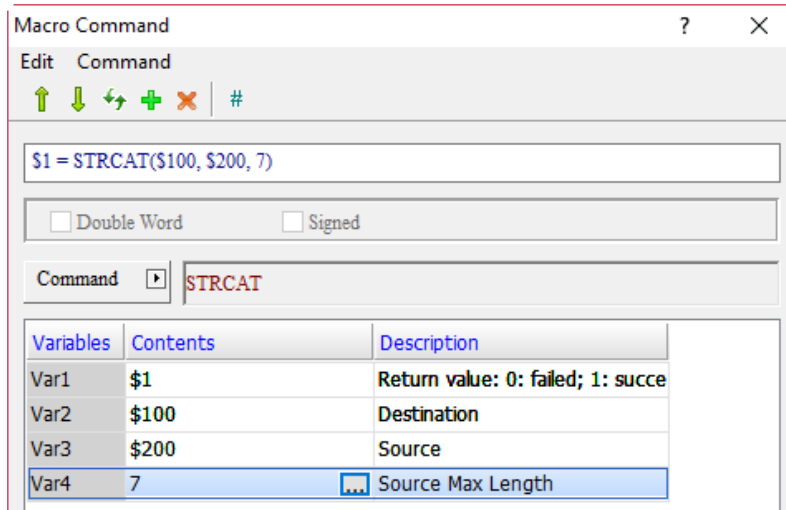 Macro Command ? ×
Edit Command
#
$1 = STRCAT($100, $200, 7)
Double Word Signed
Command STRCAT
Variables Contents Description
Var1 $1 Return value: 0: failed; 1: succe
Var2 $100 Destination
Var3 $200 Source
Var4 7 ... Source Max Length